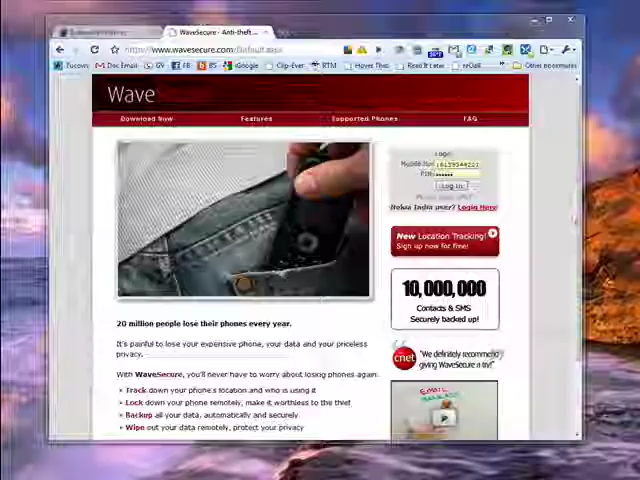 WaveSecure - Anti-theft ...
https://www.wavesecure.com/Default.aspx
Tucows
Doc Email
GV
FB
BS
iGoogle
Clip-Ever
RTM
Hover This
Read It Later
Other bookmarks
Wave
Download Now
Features
Supported Phones
FAQ
Login
PIN:
Log In
Nokia India user? Login Here
New Location Tracking!
Sign up now for free!
10,000,000
Contacts & SMS
Securely backed up!
cnet
"We definitely recommend
giving WaveSecure a try!"
20 million people lose their phones every year.
It's painful to lose your expensive phone, your data and your priceless
privacy.
With WaveSecure, you'll never have to worry about losing phones again.
Track down your phone's location and who is using it
Lock down your phone remotely, make it worthless to the thief
Backup all your data, automatically and securely
Wipe out your data remotely, protect your privacy
EMAIL